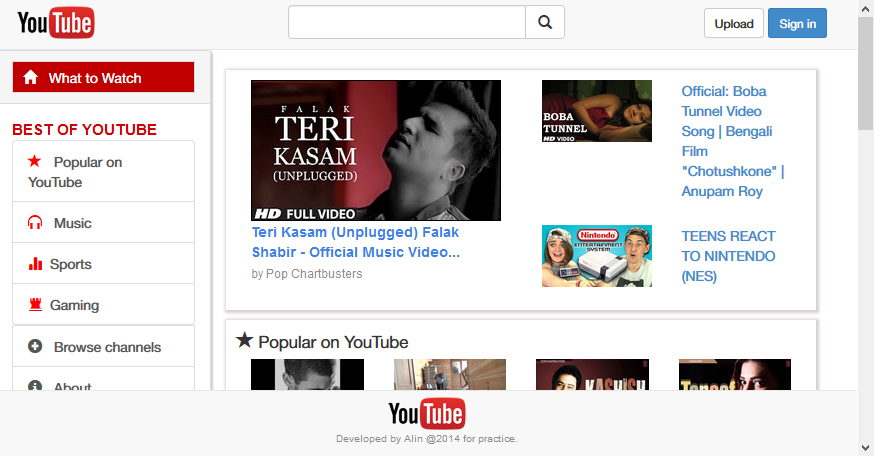 YouTube
Upload
Sign in
What to Watch
BEST OF YOUTUBE
Popular on
YouTube
Music
Sports
Gaming
Browse channels
About
FALAK
TERI
KASAM
(UNPLUGGED)
HD FULL VIDEO
Teri Kasam (Unplugged) Falak
Shabir - Official Music Video...
by Pop Chartbusters
BOBA
TUNNEL
HD VIDEO
Official: Boba
Tunnel Video
Song | Bengali
Film
"Chotushkone" |
Anupam Roy
Nintendo
ENTERTAINMENT
SYSTEM
TEENS REACT
TO NINTENDO
(NES)
Popular on YouTube
KASHISH
YouTube
Developed by Alin @2014 for practice.